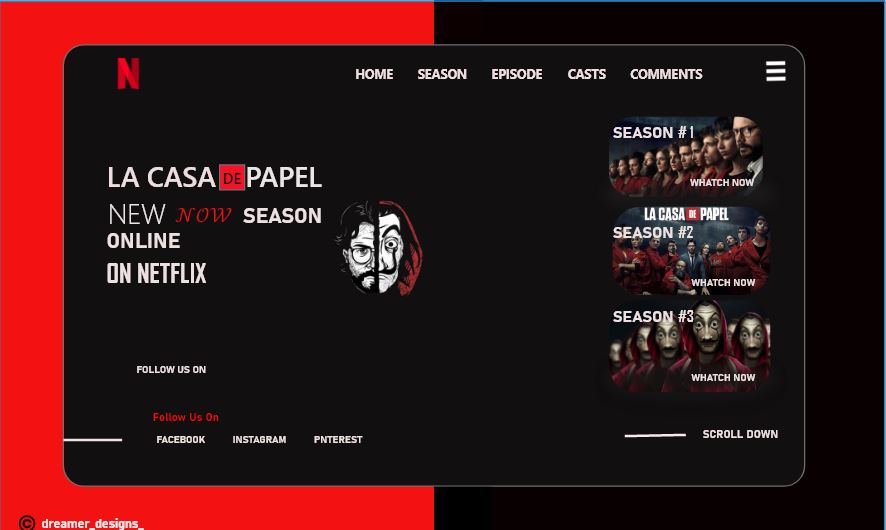 N
HOME SEASON EPISODE CASTS COMMENTS
LA CASA DE PAPEL
NEW NOW SEASON
ONLINE
ON NETFLIX
SEASON #1
WHATCH NOW
LA CASA DE PAPEL
SEASON #2
WHATCH NOW
SEASON #3
WHATCH NOW
FOLLOW US ON
Follow Us On
FACEBOOK INSTAGRAM PNTEREST
SCROLL DOWN
© dreamer_designs_